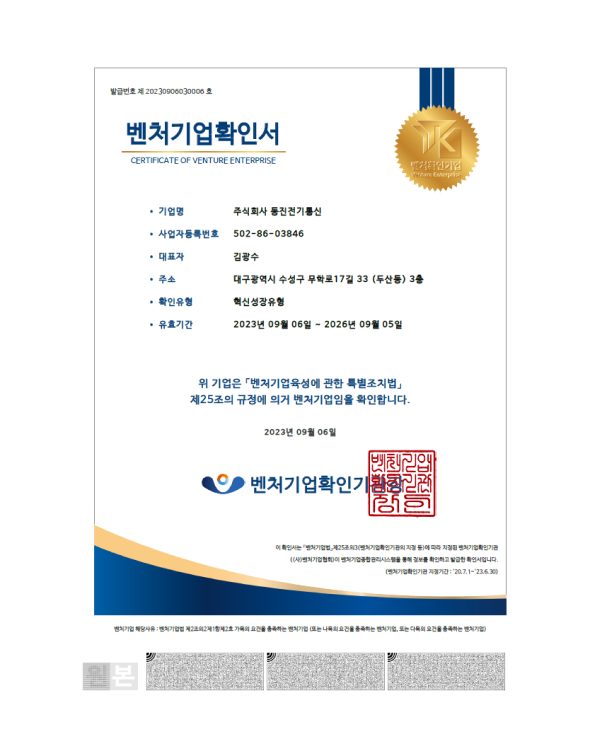 발급번호 제 20230906030006 호
벤처기업확인서
CERTIFICATE OF VENTURE ENTERPRISE
벤처확인기업
Venture Enterprise
• 기업명 주식회사 동진전기통신
• 사업자등록번호 502-86-03846
• 대표자 김광수
• 주소 대구광역시 수성구 무학로17길 33 (두산동) 3층
• 확인유형 혁신성장유형
• 유효기간 2023년 09월 06일 ~ 2026년 09월 05일
위 기업은 「벤처기업육성에 관한 특별조치법」
제25조의 규정에 의거 벤처기업임을 확인합니다.
2023년 09월 06일
벤처기업확인기관장
이 확인서는 「벤처기업법」제25조의3(벤처기업확인기관의 지정 등)에 따라 지정된 벤처기업확인기관
((사)벤처기업협회)이 벤처기업종합관리시스템을 통해 정보를 확인하고 발급한 확인서입니다.
(벤처기업확인기관 지정기간 : '20.7.1~'23.6.30)
벤처기업 해당사유 : 벤처기업법 제2조의2제1항제2호 가목의 요건을 충족하는 벤처기업 (또는 나목의 요건을 충족하는 벤처기업, 또는 다목의 요건을 충족하는 벤처기업)
본